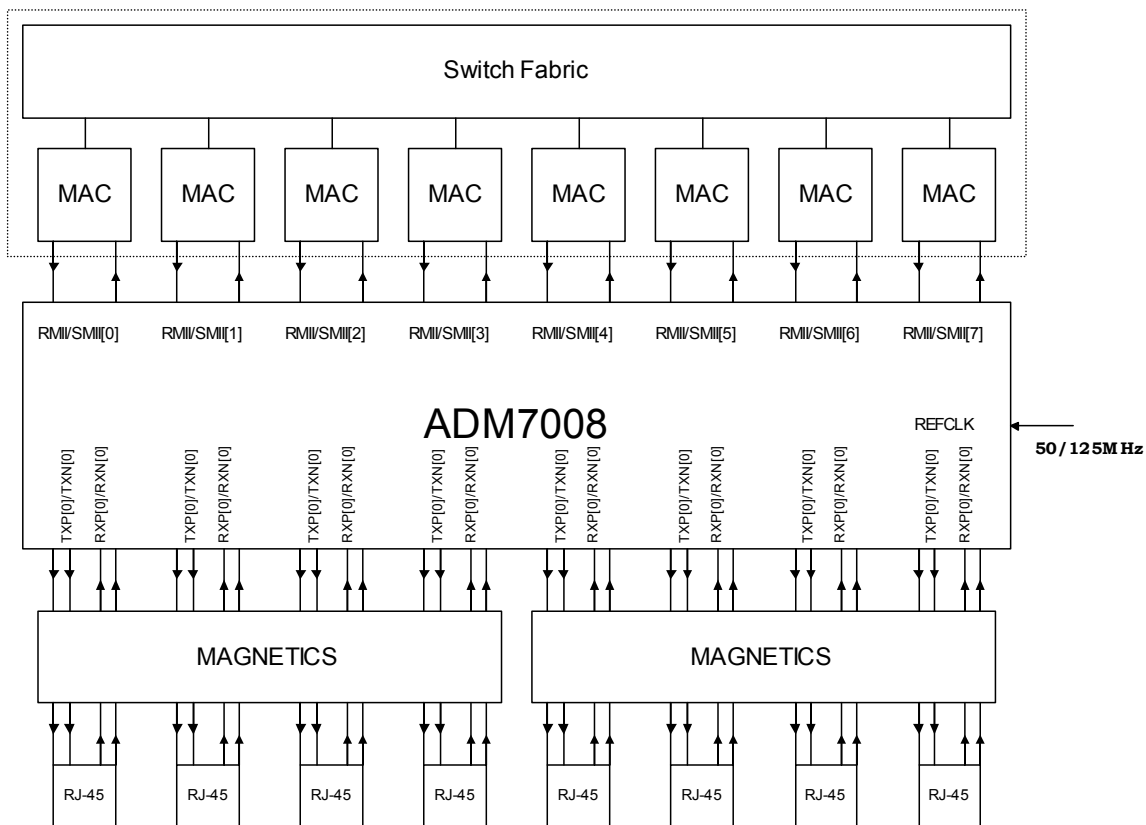 Switch Fabric
MAC MAC MAC MAC MAC MAC MAC MAC
RMII/SMII[0] RMII/SMII[1] RMII/SMII[2] RMII/SMII[3] RMII/SMII[4] RMII/SMII[5] RMII/SMII[6] RMII/SMII[7]
ADM7008
REFCLK
50/125MHz
TXP[0]/TXN[0]
RXP[0]/RXN[0]
TXP[0]/TXN[0]
RXP[0]/RXN[0]
TXP[0]/TXN[0]
RXP[0]/RXN[0]
TXP[0]/TXN[0]
RXP[0]/RXN[0]
TXP[0]/TXN[0]
RXP[0]/RXN[0]
TXP[0]/TXN[0]
RXP[0]/RXN[0]
TXP[0]/TXN[0]
RXP[0]/RXN[0]
TXP[0]/TXN[0]
RXP[0]/RXN[0]
MAGNETICS MAGNETICS
RJ-45 RJ-45 RJ-45 RJ-45 RJ-45 RJ-45 RJ-45 RJ-45